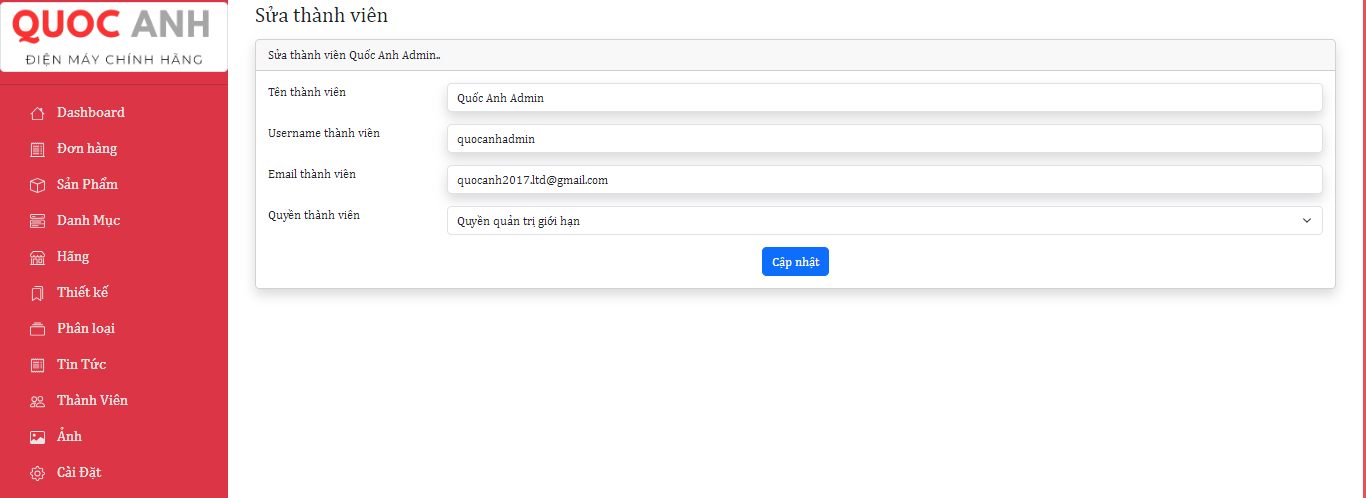 QUOC ANH
ĐIỆN MÁY CHÍNH HÃNG
Dashboard
Đơn hàng
Sản Phẩm
Danh Mục
Hãng
Thiết kế
Phân loại
Tin Tức
Thành Viên
Ảnh
Cài Đặt
Sửa thành viên
Sửa thành viên Quốc Anh Admin..
Tên thành viên
Quốc Anh Admin
Username thành viên
quocanhadmin
Email thành viên
quocanh2017.ltd@gmail.com
Quyền thành viên
Quyền quản trị giới hạn
Cập nhật